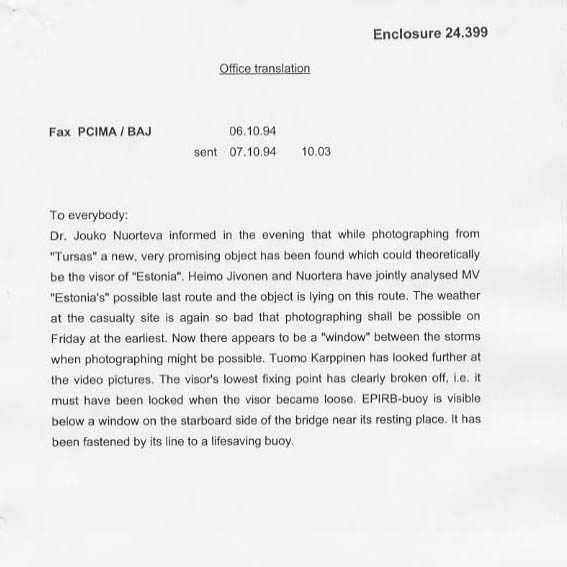 Enclosure 24.399
Office translation
Fax PCIMA / BAJ 06.10.94
sent 07.10.94 10.03
To everybody:
Dr. Jouko Nuorteva informed in the evening that while photographing from
"Tursas" a new, very promising object has been found which could theoretically
be the visor of "Estonia". Heimo Jivonen and Nuortera have jointly analysed MV
"Estonia's" possible last route and the object is lying on this route. The weather
at the casualty site is again so bad that photographing shall be possible on
Friday at the earliest. Now there appears to be a "window" between the storms
when photographing might be possible. Tuomo Karppinen has looked further at
the video pictures. The visor's lowest fixing point has clearly broken off, i.e. it
must have been locked when the visor became loose. EPIRB-buoy is visible
below a window on the starboard side of the bridge near its resting place. It has
been fastened by its line to a lifesaving buoy.